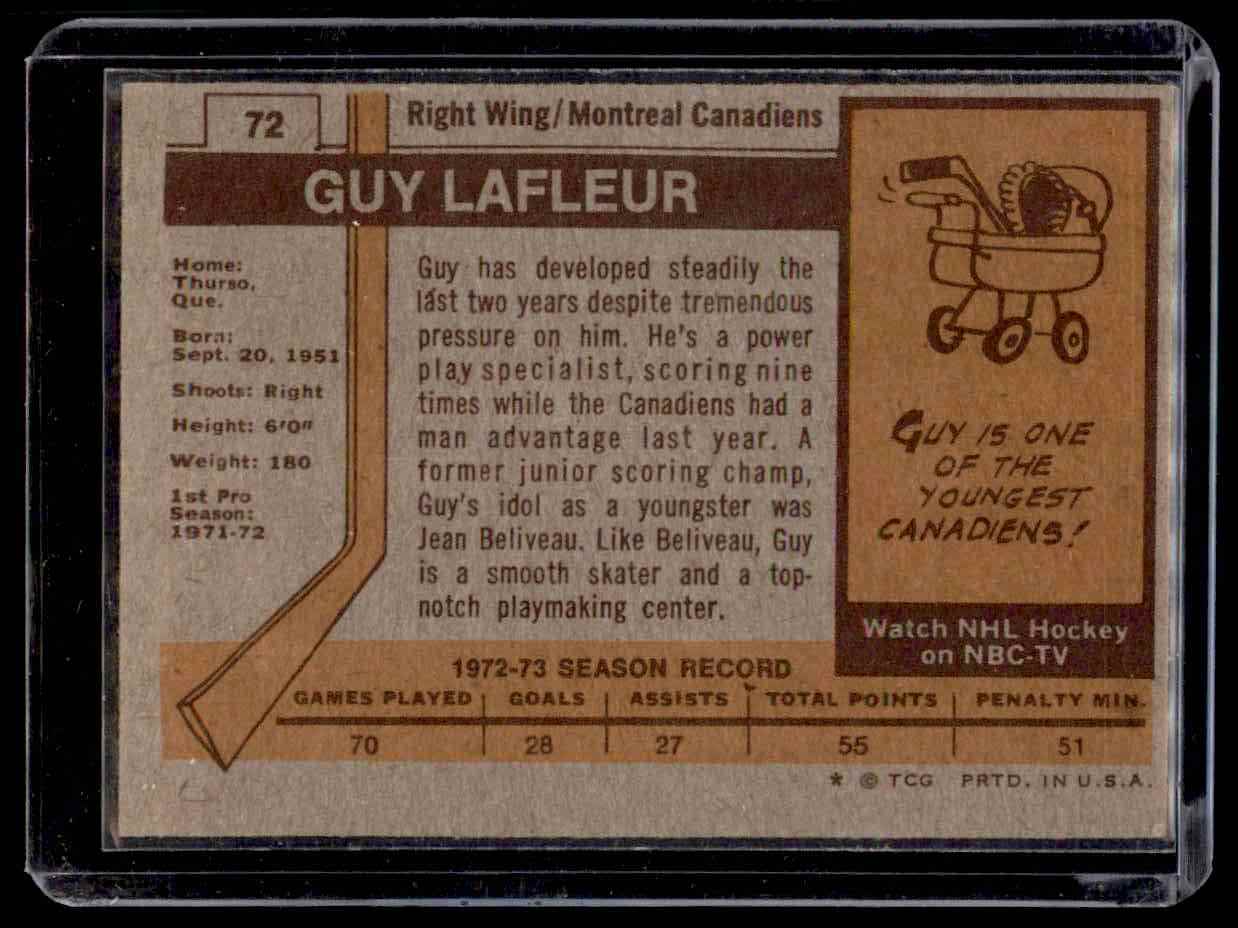 72
Right Wing/Montreal Canadiens
GUY LAFLEUR
Home:
Thurso,
Que.
Born:
Sept. 20, 1951
Shoots: Right
Height: 6'0"
Weight: 180
1st Pro
Season:
1971-72
Guy has developed steadily the
last two years despite tremendous
pressure on him. He's a power
play specialist, scoring nine
times while the Canadiens had a
man advantage last year. A
former junior scoring champ,
Guy's idol as a youngster was
Jean Beliveau. Like Beliveau, Guy
is a smooth skater and a top-
notch playmaking center.
GUY IS ONE
OF THE
YOUNGEST
CANADIENS!
Watch NHL Hockey
on NBC-TV
1972-73 SEASON RECORD
GAMES PLAYED GOALS ASSISTS TOTAL POINTS PENALTY MIN.
70 28 27 55 51
* © TCG PRTD. IN U.S.A.